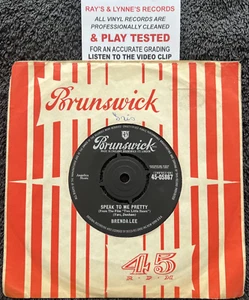 RAY'S & LYNNE'S RECORDS
ALL VINYL RECORDS
ARE PROFESSIONALLY
CLEANED
& PLAY TESTED
FOR AN ACCURATE GRADING
LISTEN TO THE VIDEO CLIP
Brunswick
Brunswick
45-05867
SPEAK TO ME PRETTY
BRENDA LEE
45
R.P.M.